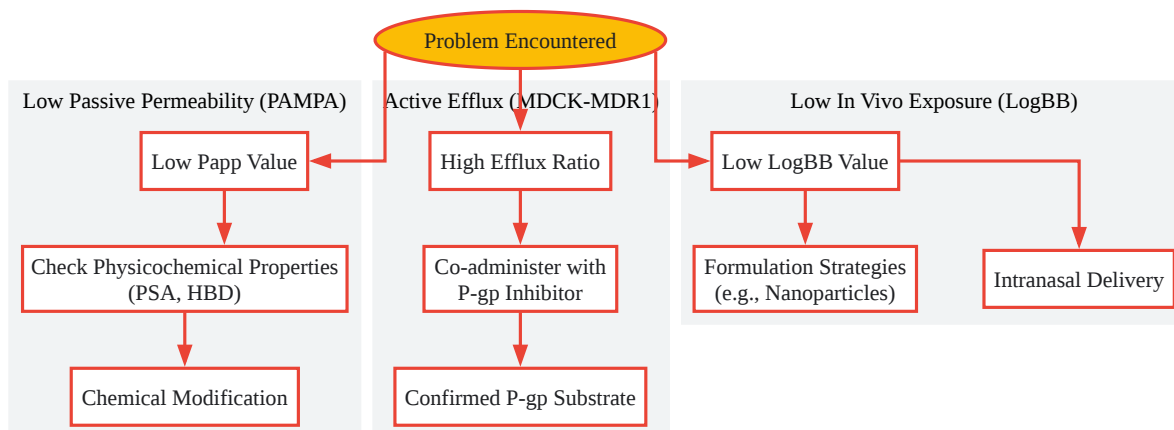 Problem Encountered
Low Passive Permeability (PAMPA)
Low Papp Value
Check Physicochemical Properties
(PSA, HBD)
Chemical Modification
Active Efflux (MDCK-MDR1)
High Efflux Ratio
Co-administer with
P-gp Inhibitor
Confirmed P-gp Substrate
Low In Vivo Exposure (LogBB)
Low LogBB Value
Formulation Strategies
(e.g., Nanoparticles)
Intranasal Delivery